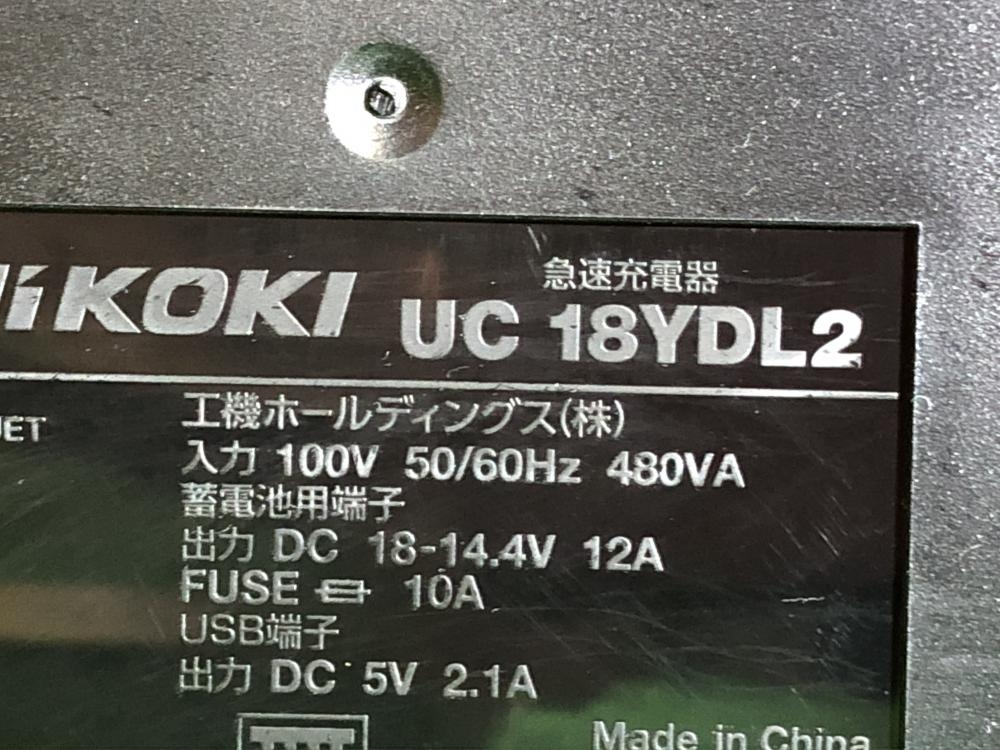 HiKOKI
急速充電器
UC 18YDL2
工機ホールディングス(株)
入力 100V 50/60Hz 480VA
蓄電池用端子
出力 DC 18-14.4V 12A
FUSE 10A
USB端子
出力 DC 5V 2.1A
Made in China